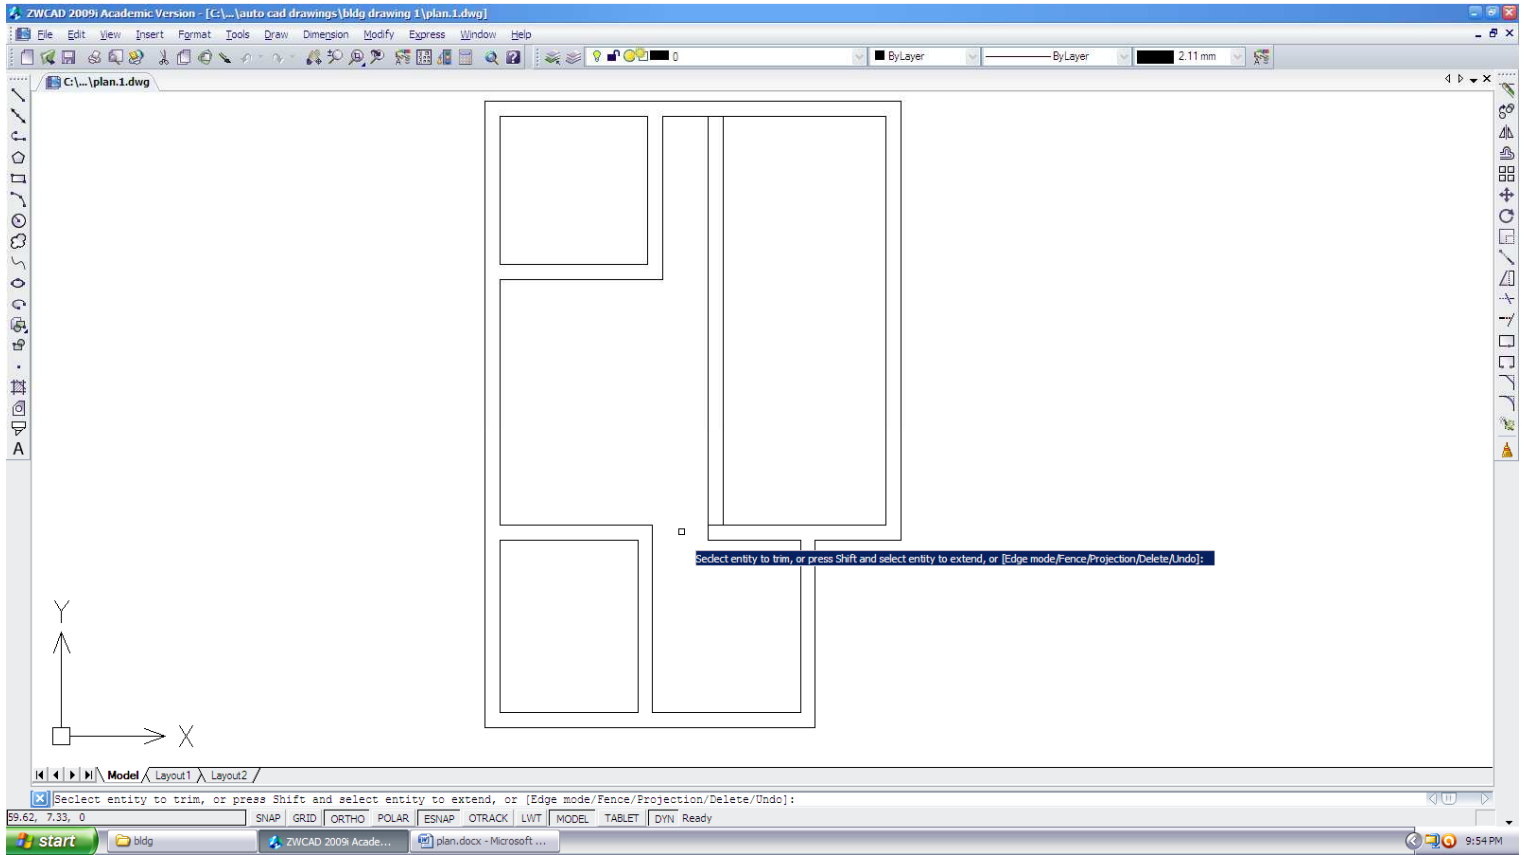 ZWCAD 2009i Academic Version - [C:\...\auto cad drawings\bldg drawing 1\plan.1.dwg]
File Edit View Insert Format Tools Draw Dimension Modify Express Window Help
0 ByLayer ByLayer 2.11 mm
C:\...\plan.1.dwg
A
Seclect entity to trim, or press Shift and select entity to extend, or [Edge mode/Fence/Projection/Delete/Undo]:
Y
X
Model Layout1 Layout2
Seclect entity to trim, or press Shift and select entity to extend, or [Edge mode/Fence/Projection/Delete/Undo]:
59.62, 7.33, 0 SNAP GRID ORTHO POLAR ESNAP OTRACK LWT MODEL TABLET DYN Ready
start bldg ZWCAD 2009i Acade... plan.docx - Microsoft ... 9:54 PM